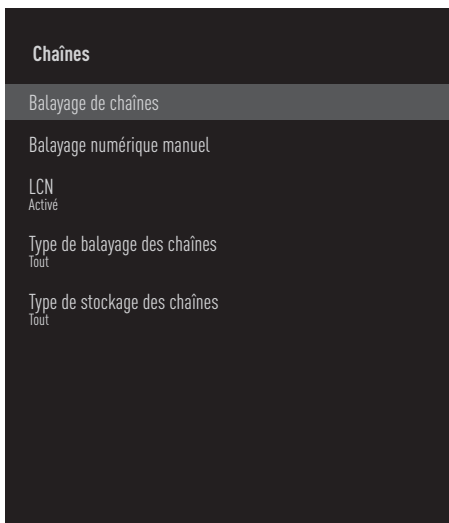 Chaînes
Balayage de chaînes
Balayage numérique manuel
LCN
Activé
Type de balayage des chaînes
Tout
Type de stockage des chaînes
Tout